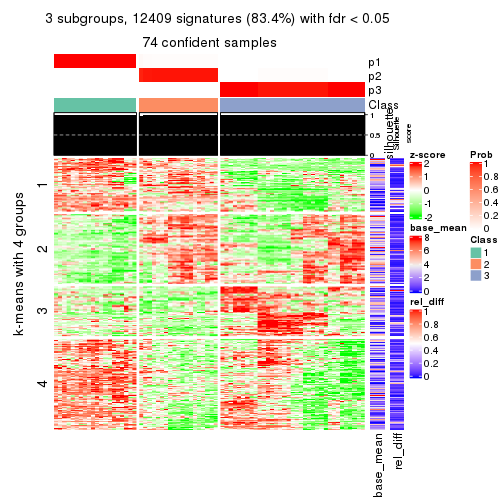 3 subgroups, 12409 signatures (83.4%) with fdr < 0.05
74 confident samples
p1
p2
p3
Class
silhouette
Silhouette
score
1
0.5
0
k-means with 4 groups
1
2
3
4
base_mean
rel_diff
z-score
2
1
0
-1
-2
base_mean
8
6
4
2
0
rel_diff
1
0.8
0.6
0.4
0.2
0
Prob
1
0.8
0.6
0.4
0.2
0
Class
1
2
3